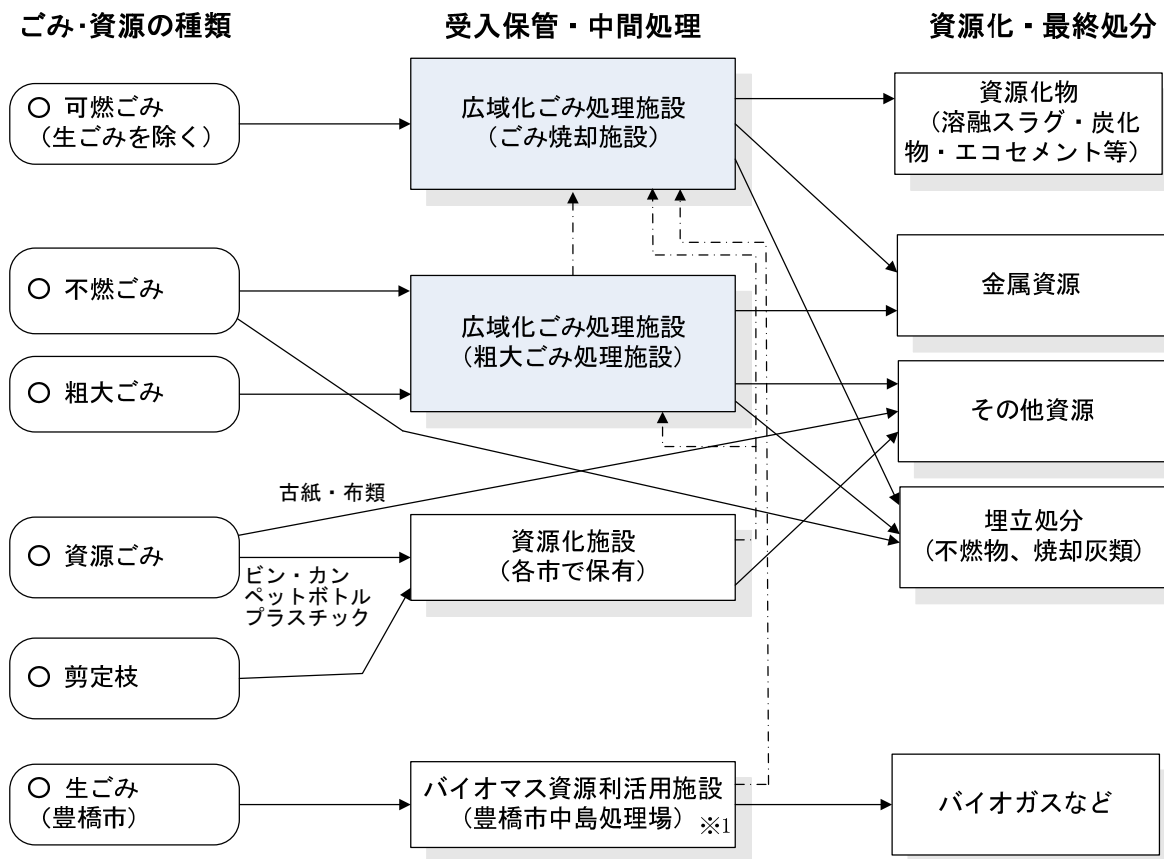 ごみ・資源の種類
受入保管・中間処理
資源化・最終処分
○ 可燃ごみ
（生ごみを除く）
広域化ごみ処理施設
（ごみ焼却施設）
資源化物
（溶融スラグ・炭化
物・エコセメント等）
○ 不燃ごみ
広域化ごみ処理施設
（粗大ごみ処理施設）
金属資源
○ 粗大ごみ
その他資源
古紙・布類
○ 資源ごみ
ビン・カン
ペットボトル
プラスチック
資源化施設
（各市で保有）
埋立処分
（不燃物、焼却灰類）
○ 剪定枝
○ 生ごみ
（豊橋市）
バイオマス資源利活用施設
（豊橋市中島処理場）※1
バイオガスなど